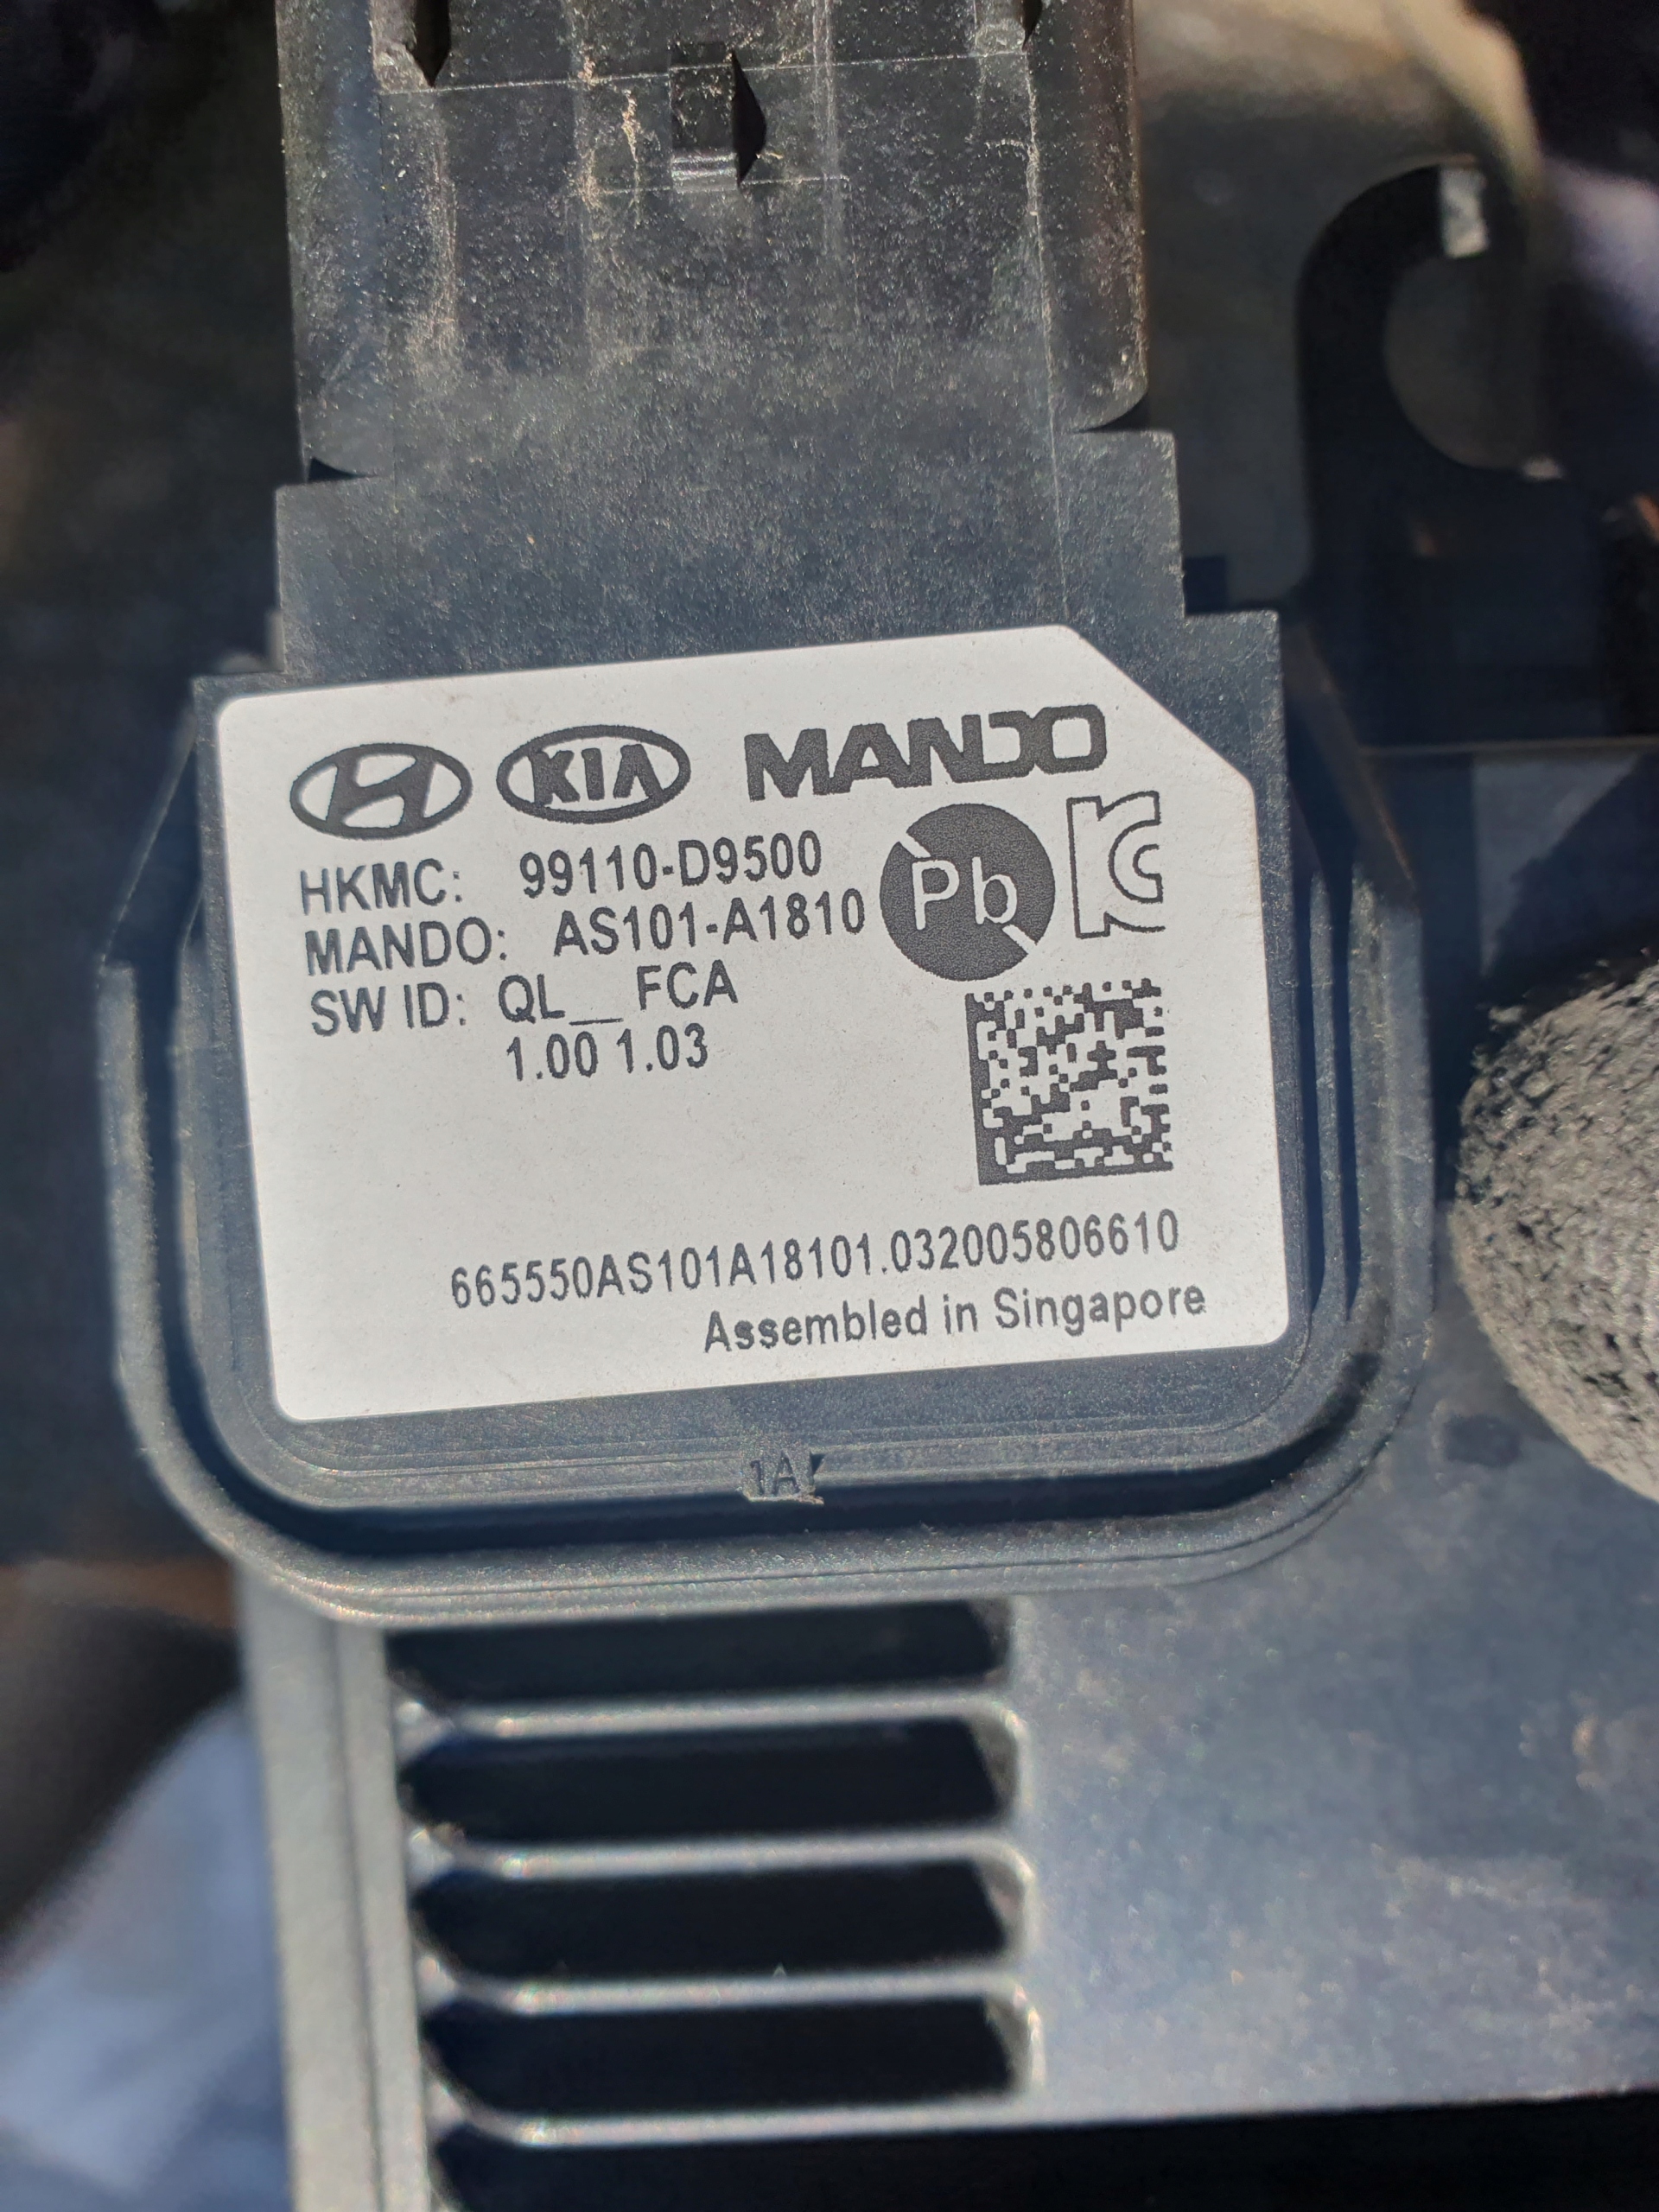 KIA MANDO
HKMC: 99110-D9500
MANDO: AS101-A1810
Pb
SW ID: QL__FCA
1.00 1.03
665550AS101A18101.032005806610
Assembled in Singapore
1A